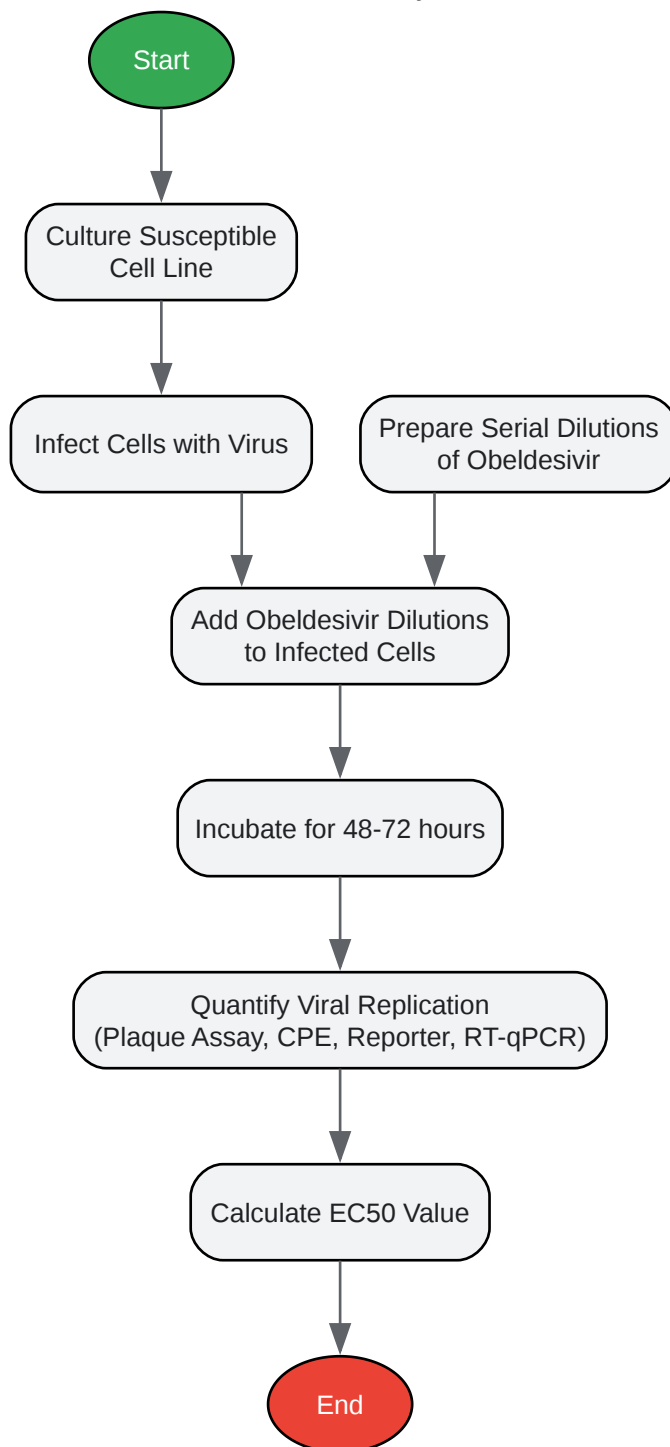 Start
Culture Susceptible
Cell Line
Infect Cells with Virus
Prepare Serial Dilutions
of Obeldesivir
Add Obeldesivir Dilutions
to Infected Cells
Incubate for 48-72 hours
Quantify Viral Replication
(Plaque Assay, CPE, Reporter, RT-qPCR)
Calculate EC50 Value
End